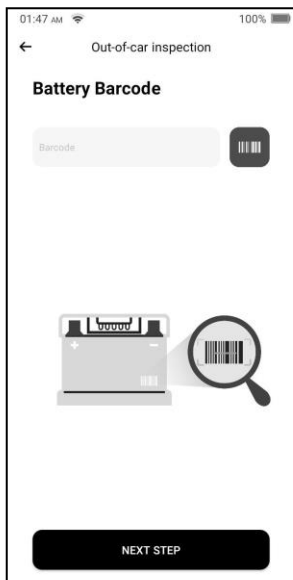 01:47 AM
100%
Out-of-car inspection
Battery Barcode
Barcode
+ −
NEXT STEP